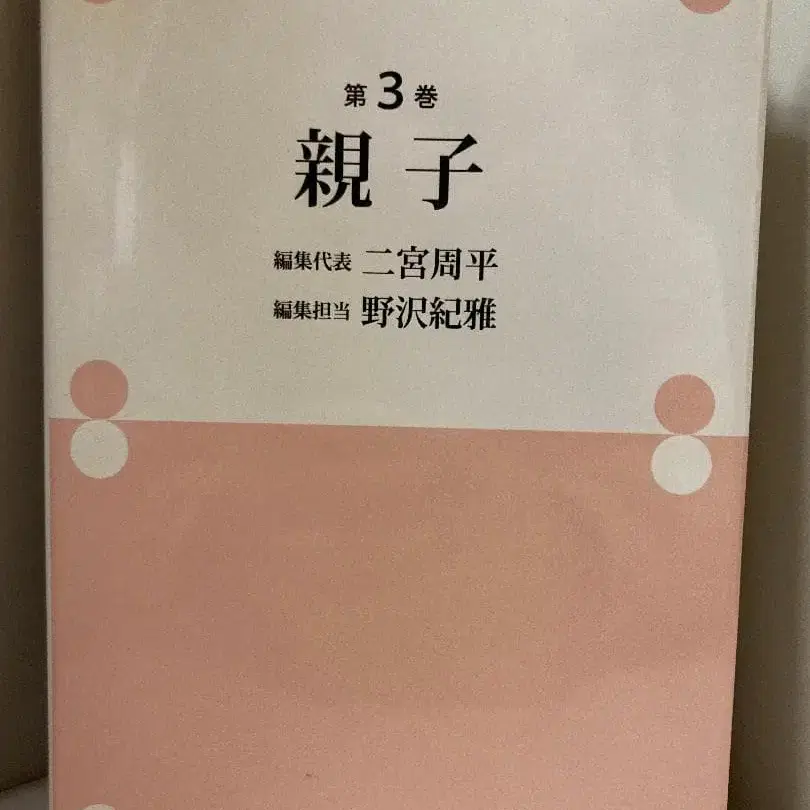 第3巻
親子
編集代表 二宮周平
編集担当 野沢紀雅